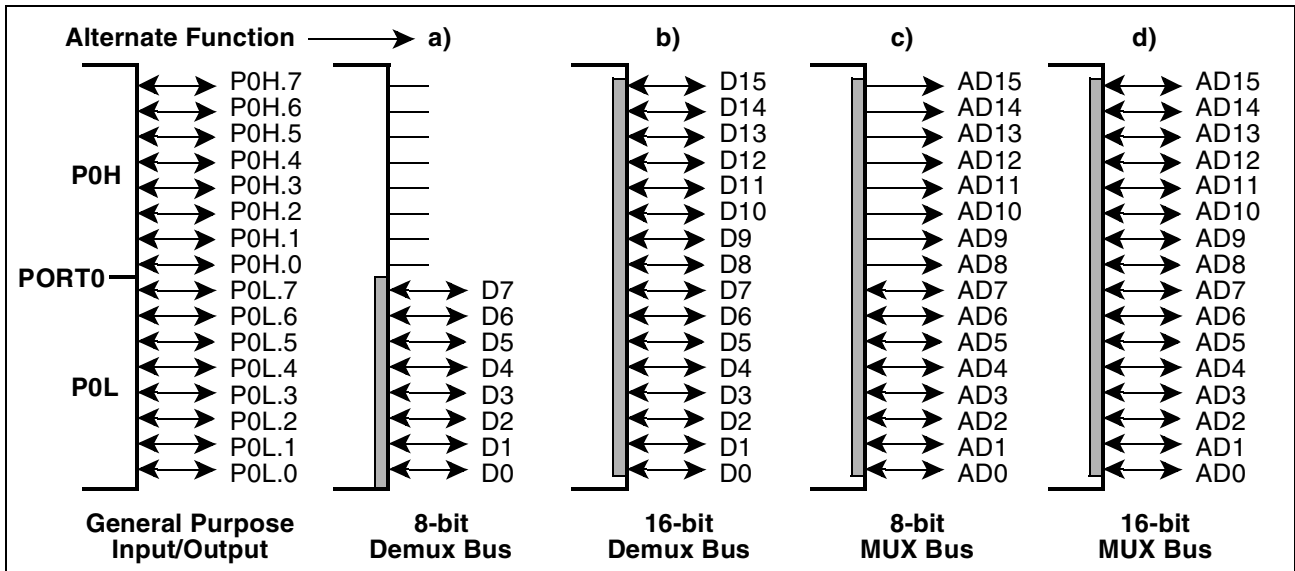 Alternate Function a) b) c) d)
P0H.7 D15 AD15 AD15
P0H.6 D14 AD14 AD14
P0H.5 D13 AD13 AD13
P0H.4 D12 AD12 AD12
P0H
P0H.3 D11 AD11 AD11
P0H.2 D10 AD10 AD10
P0H.1 D9 AD9 AD9
P0H.0 D8 AD8 AD8
PORT0
P0L.7 D7 D7 AD7 AD7
P0L.6 D6 D6 AD6 AD6
P0L.5 D5 D5 AD5 AD5
P0L.4 D4 D4 AD4 AD4
P0L
P0L.3 D3 D3 AD3 AD3
P0L.2 D2 D2 AD2 AD2
P0L.1 D1 D1 AD1 AD1
P0L.0 D0 D0 AD0 AD0
General Purpose 8-bit 16-bit 8-bit 16-bit
Input/Output Demux Bus Demux Bus MUX Bus MUX Bus